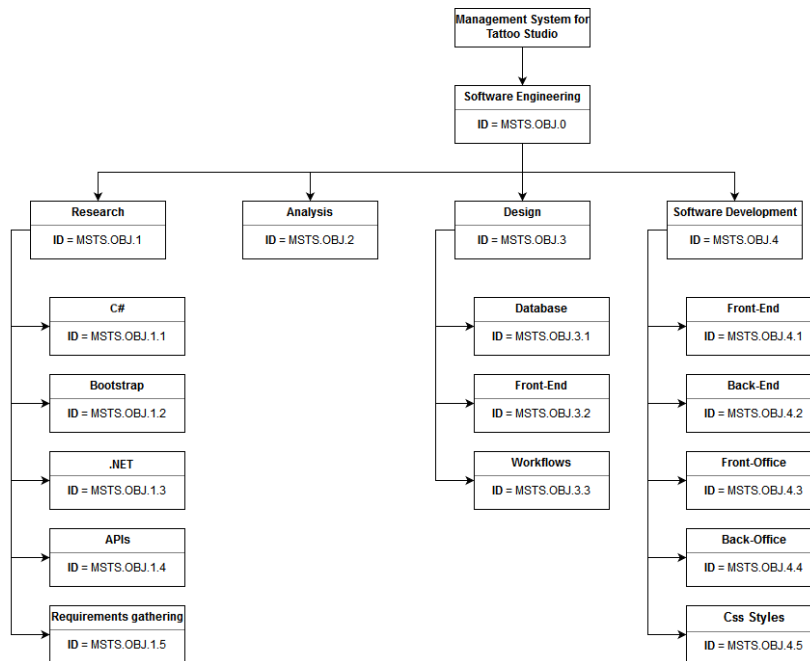 Management System for
Tattoo Studio
Software Engineering
ID = MSTS.OBJ.0
Research
ID = MSTS.OBJ.1
Analysis
ID = MSTS.OBJ.2
Design
ID = MSTS.OBJ.3
Software Development
ID = MSTS.OBJ.4
C#
ID = MSTS.OBJ.1.1
Bootstrap
ID = MSTS.OBJ.1.2
.NET
ID = MSTS.OBJ.1.3
APIs
ID = MSTS.OBJ.1.4
Requirements gathering
ID = MSTS.OBJ.1.5
Database
ID = MSTS.OBJ.3.1
Front-End
ID = MSTS.OBJ.3.2
Workflows
ID = MSTS.OBJ.3.3
Front-End
ID = MSTS.OBJ.4.1
Back-End
ID = MSTS.OBJ.4.2
Front-Office
ID = MSTS.OBJ.4.3
Back-Office
ID = MSTS.OBJ.4.4
Css Styles
ID = MSTS.OBJ.4.5